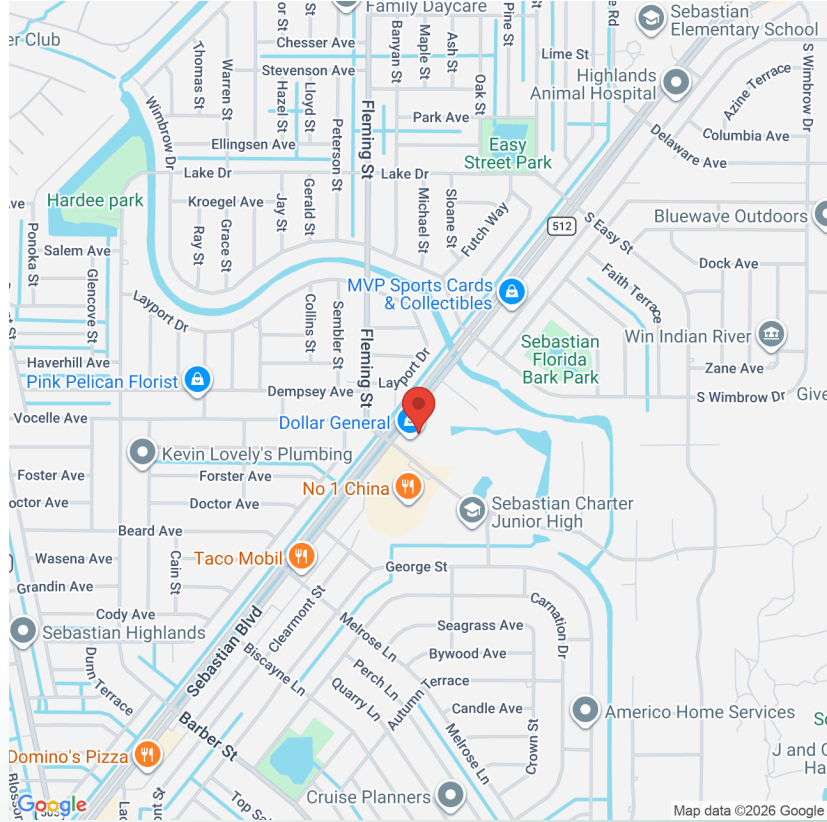 Family Daycare
Sebastian
Elementary School
er Club
Chesser Ave
Stevenson Ave
Thomas St
Warren St
Hazel St
Lloyd St
Peterson St
Banyan St
Maple St
Ash St
Oak St
Pine St
e Rd
Lime St
Highlands
Animal Hospital
S Wimbrow Dr
Azine Terrace
Columbia Ave
Delaware Ave
Wimbrow Dr
Fleming St
Park Ave
Ellingsen Ave
Easy
Street Park
Lake Dr
Lake Dr
Hardee park
Kroegel Ave
Ray St
Grace St
Jay St
Gerald St
Michael St
Sloane St
Futch Way
512
S Easy St
Bluewave Outdoors
Ave
Ponoka St
Salem Ave
Glencove St
Dock Ave
Faith Terrace
MVP Sports Cards
& Collectibles
Layport Dr
Collins St
Sembler St
Fleming St
Layport Dr
Sebastian
Florida
Bark Park
Win Indian River
Zane Ave
Haverhill Ave
Pink Pelican Florist
Dempsey Ave
S Wimbrow Dr
Give
Vocelle Ave
Dollar General
Kevin Lovely's Plumbing
Foster Ave
Forster Ave
No 1 China
octor Ave
Doctor Ave
Sebastian Charter
Junior High
Beard Ave
Wasena Ave
Cain St
Taco Mobil
George St
Grandin Ave
Cody Ave
Clearmont St
Carnation Dr
Sebastian Highlands
Sebastian Blvd
Melrose Ln
Seagrass Ave
Bywood Ave
Biscayne Ln
Perch Ln
Dunn Terrace
Quarry Ln
Autumn Terrace
Candle Ave
Americo Home Services
Barber St
Melrose Ln
Crown St
Domino's Pizza
J and
Ha
Cruise Planners
Top Sa
Blosso
Google
Map data ©2026 Google